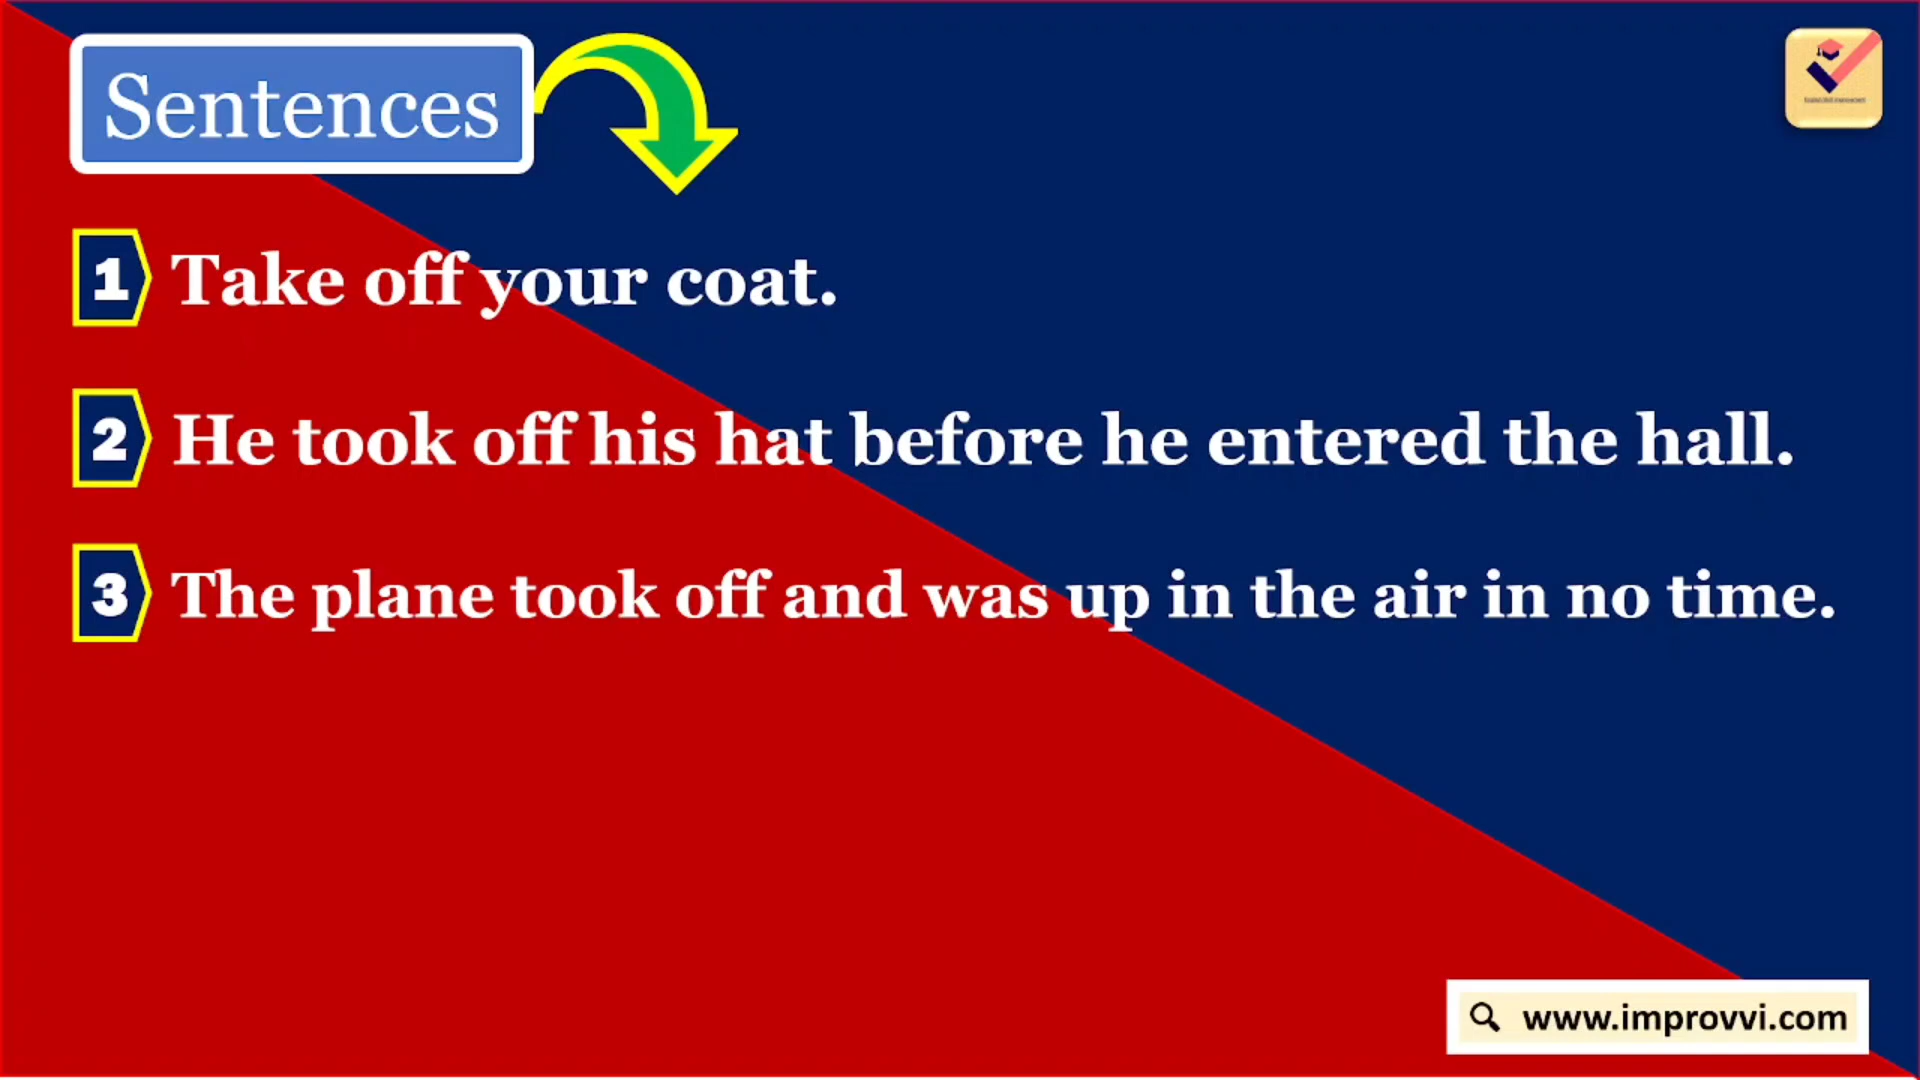 Sentences
1 Take off your coat.
2 He took off his hat before he entered the hall.
3 The plane took off and was up in the air in no time.
www.improvvi.com